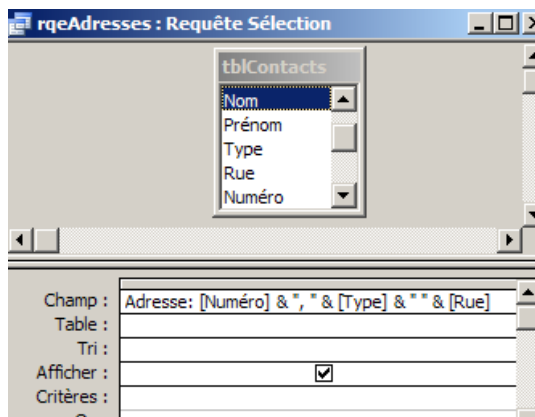 rqeAdresses : Requête Sélection
tblContacts
Nom
Prénom
Type
Rue
Numéro
Champ : Adresse: [Numéro] & ", " & [Type] & " " & [Rue]
Table :
Tri :
Afficher :
Critères :